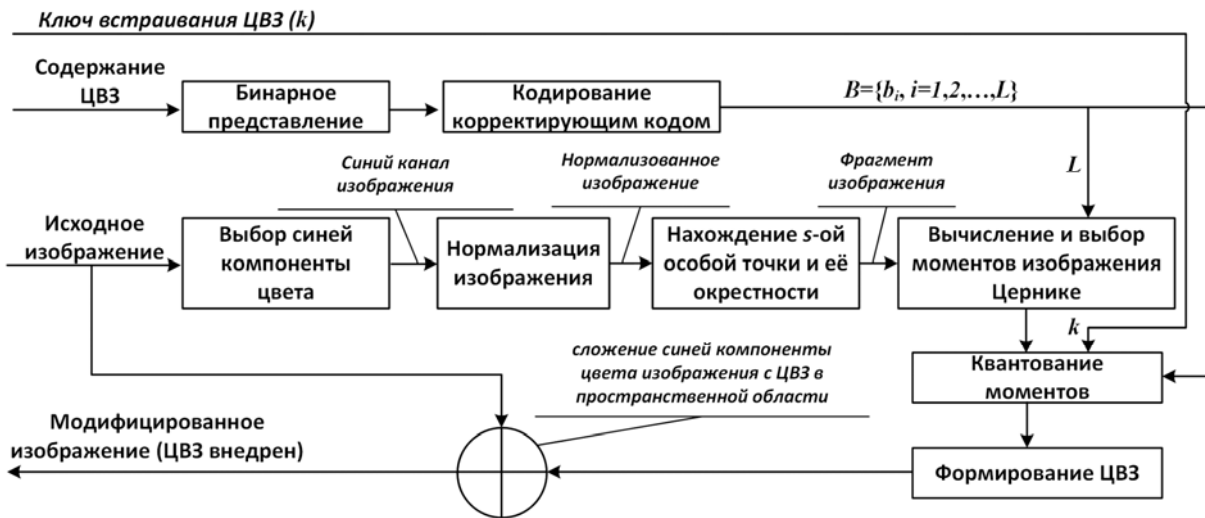 Ключ встраивания ЦВЗ (k)
Содержание
ЦВЗ
Бинарное
представление
Кодирование
корректирующим кодом
B={bᵢ, i=1,2,…,L}
L
Синий канал
изображения
Нормализованное
изображение
Фрагмент
изображения
Исходное
изображение
Выбор синей
компоненты
цвета
Нормализация
изображения
Нахождение s-ой
особой точки и её
окрестности
Вычисление и выбор
моментов изображения
Цернике
k
сложение синей компоненты
цвета изображения с ЦВЗ в
пространственной области
Квантование
моментов
Модифицированное
изображение (ЦВЗ внедрен)
Формирование ЦВЗ